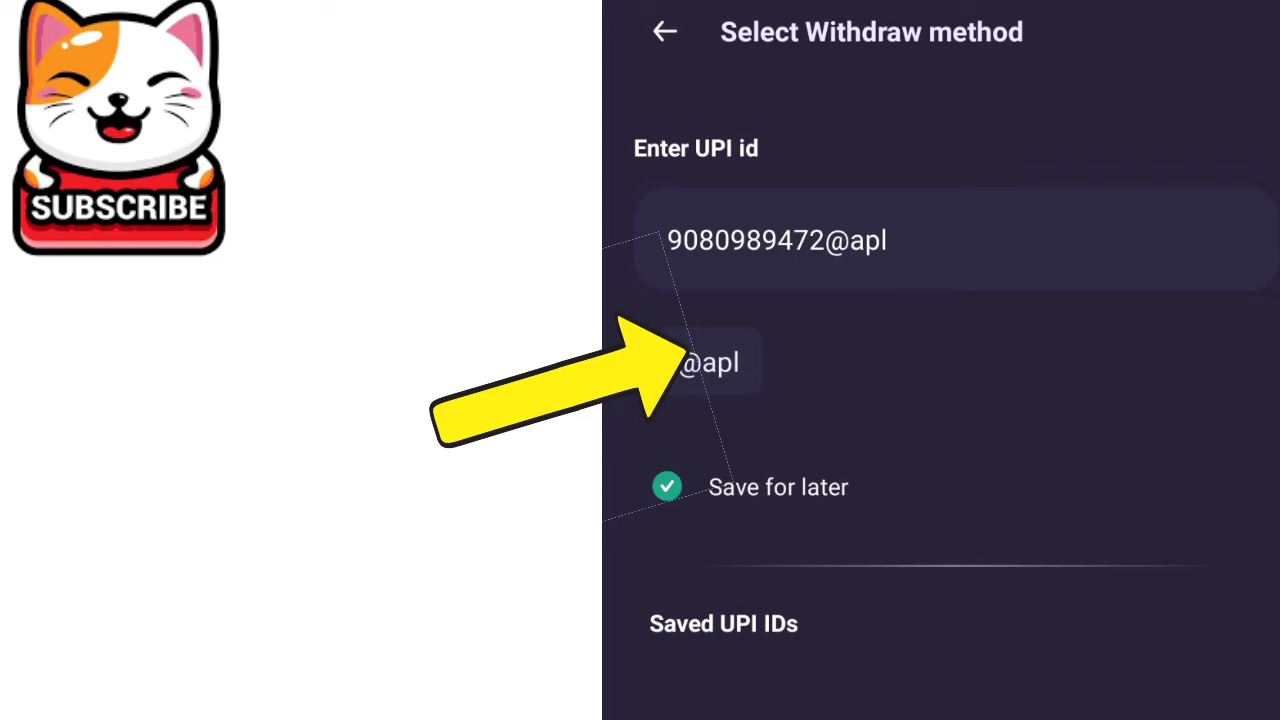 SUBSCRIBE
Select Withdraw method
Enter UPI id
9080989472@apl
@apl
Save for later
Saved UPI IDs